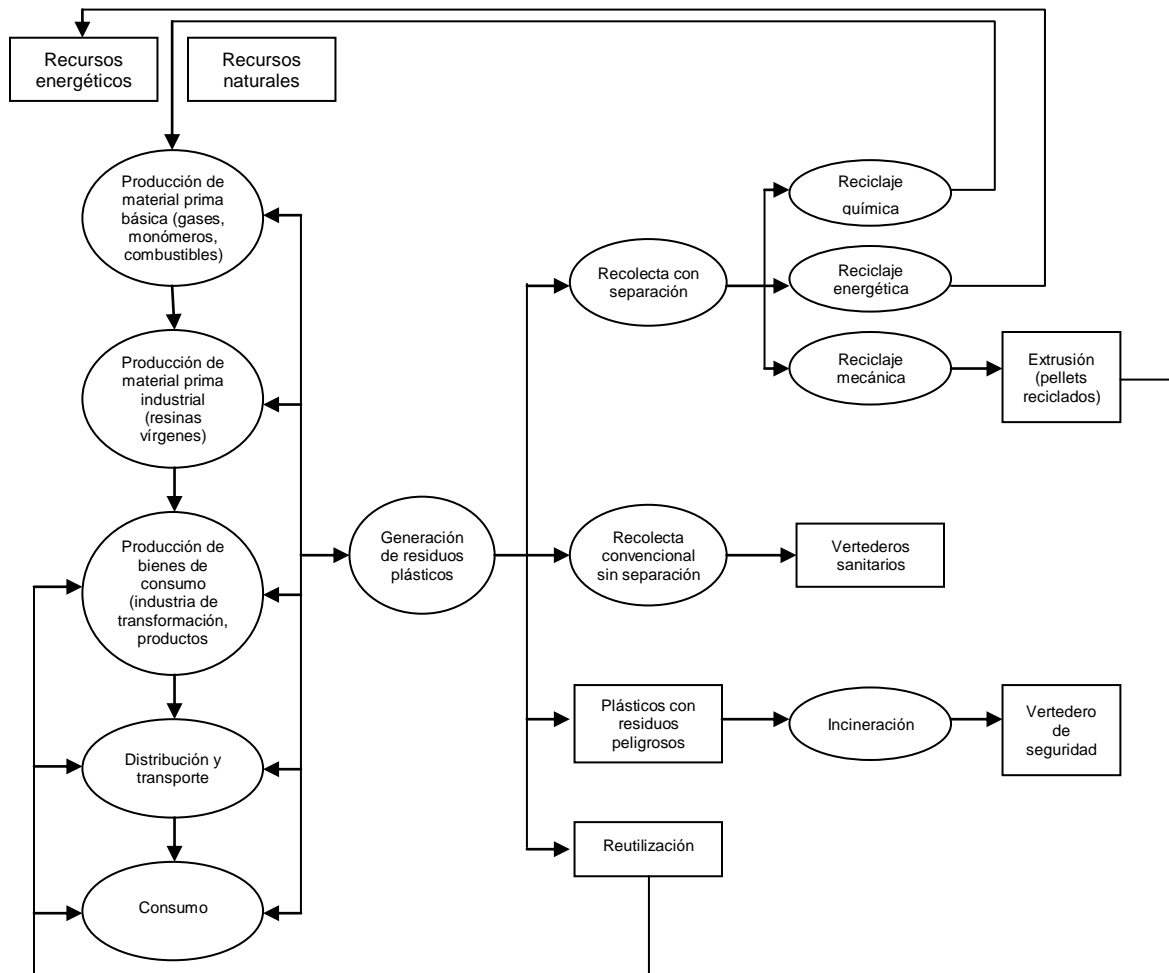 Recursos
energéticos
Recursos
naturales
Producción de
material prima
básica (gases,
monómeros,
combustibles)
Reciclaje
química
Recolecta con
separación
Reciclaje
energética
Producción de
material prima
industrial
(resinas
vírgenes)
Reciclaje
mecánica
Extrusión
(pellets
reciclados)
Producción de
bienes de
consumo
(industria de
transformación,
productos
Generación
de residuos
plásticos
Recolecta
convencional
sin separación
Vertederos
sanitarios
Distribución y
transporte
Plásticos con
residuos
peligrosos
Incineración
Vertedero
de
seguridad
Reutilización
Consumo